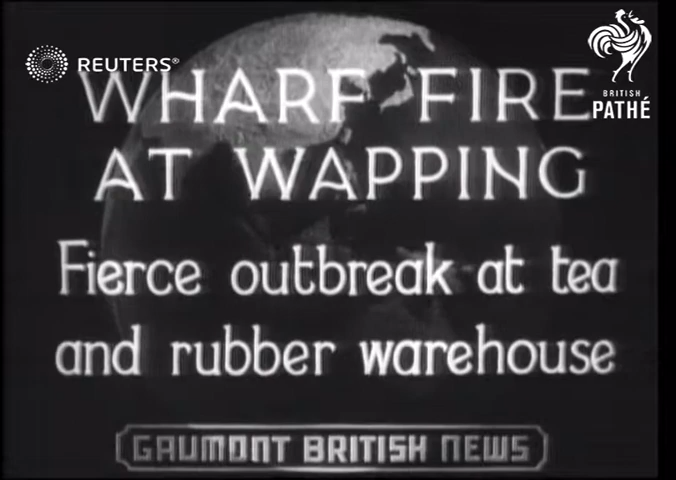 REUTERS®
BRITISH
PATHÉ
WHARF FIRE
AT WAPPING
Fierce outbreak at tea
and rubber warehouse
GAUMONT BRITISH NEWS